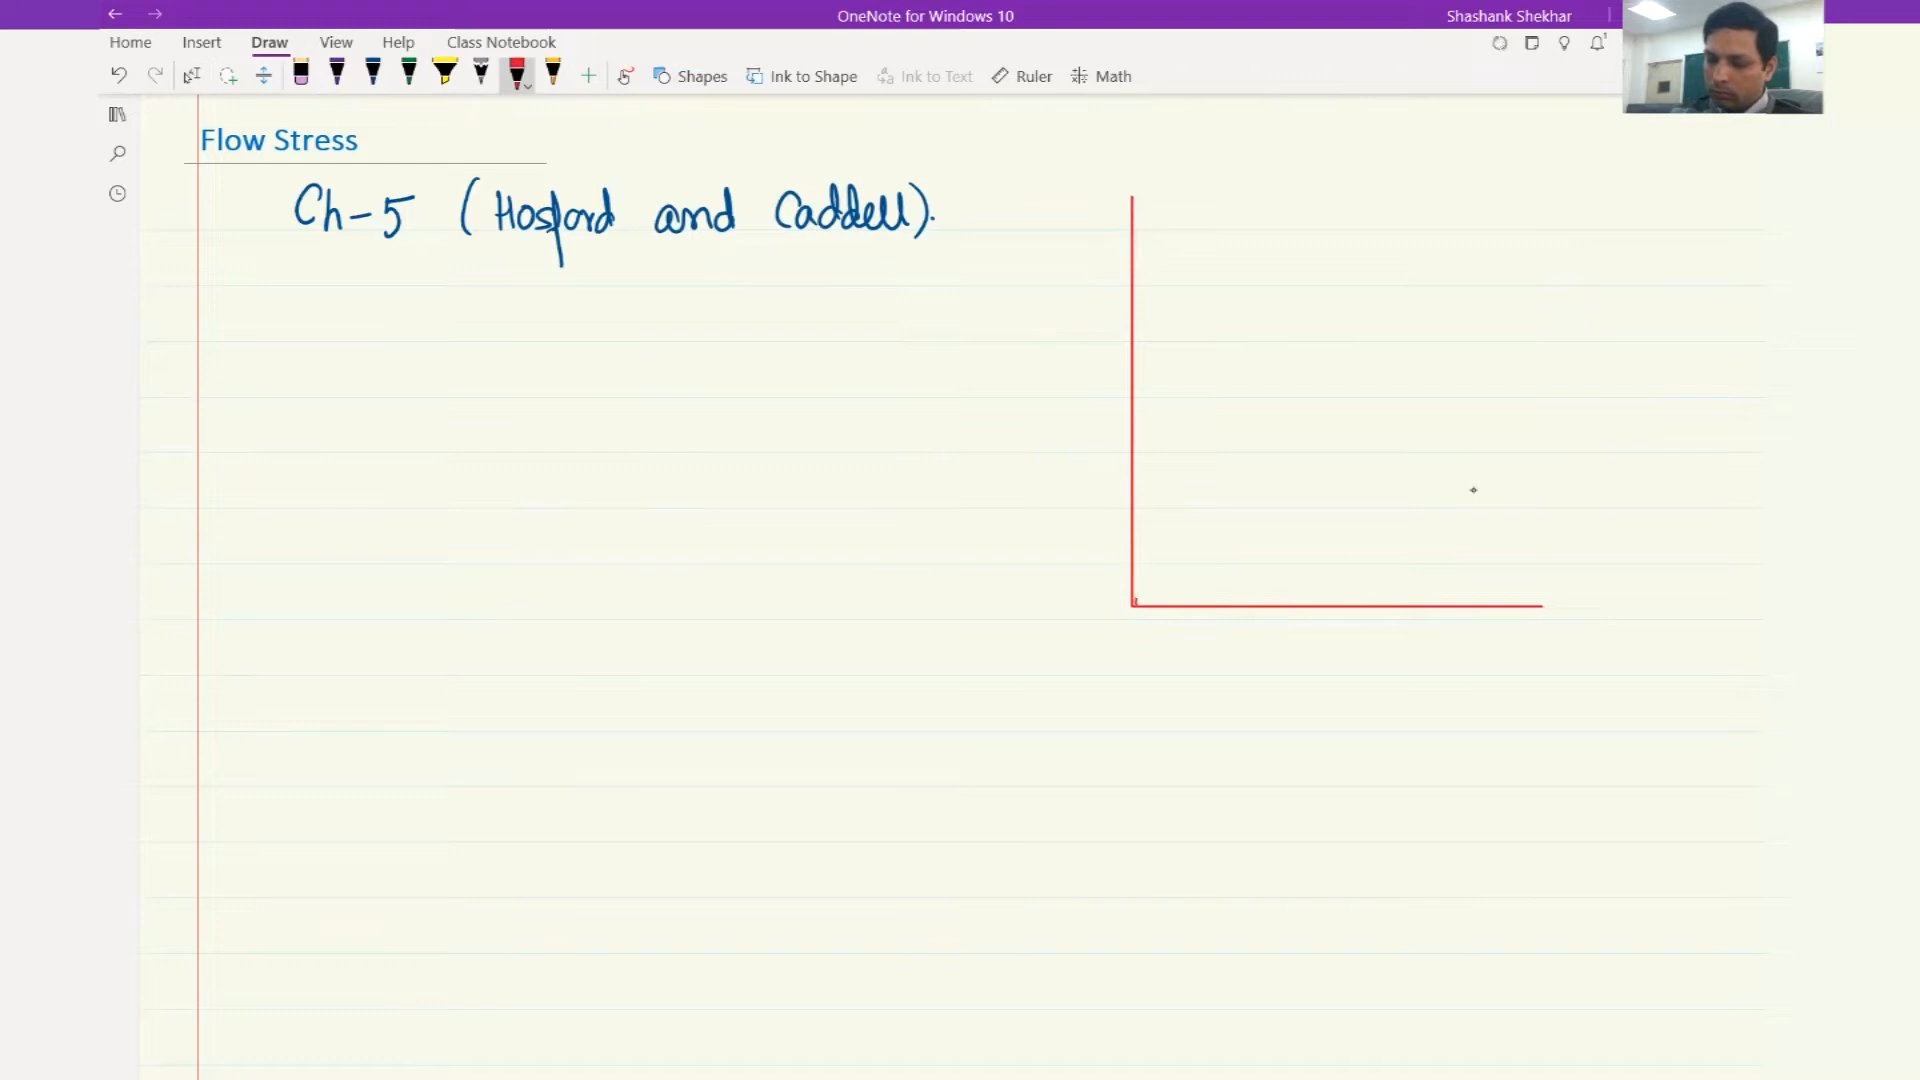 OneNote for Windows 10
Shashank Shekhar
Home Insert Draw View Help Class Notebook
Shapes Ink to Shape Ink to Text Ruler Math
Flow Stress
Ch-5 (Hosford and Caddell).